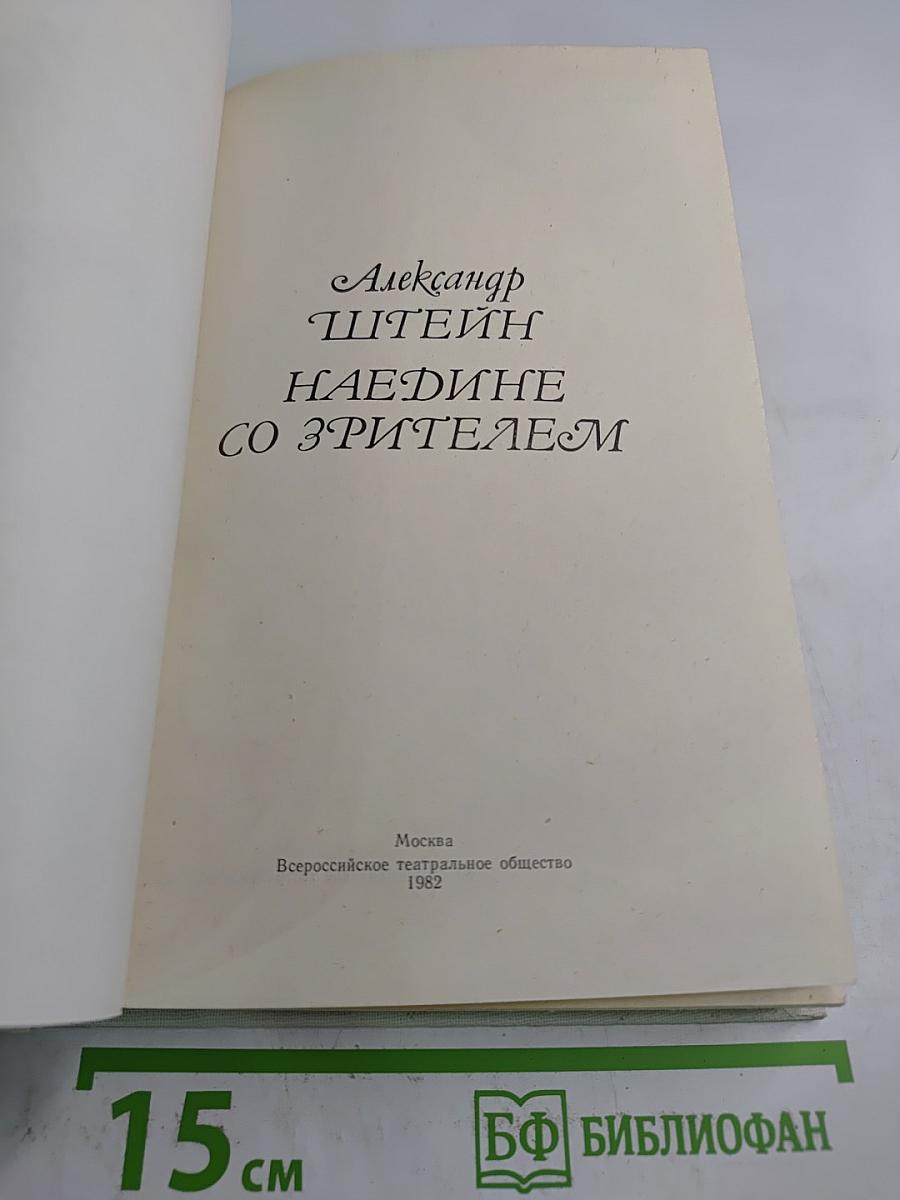 Александр
ШТЕЙН
НАЕДИНЕ
СО ЗРИТЕЛЕМ
Москва
Всероссийское театральное общество
1982
15 см
БФ БИБЛИОФАН